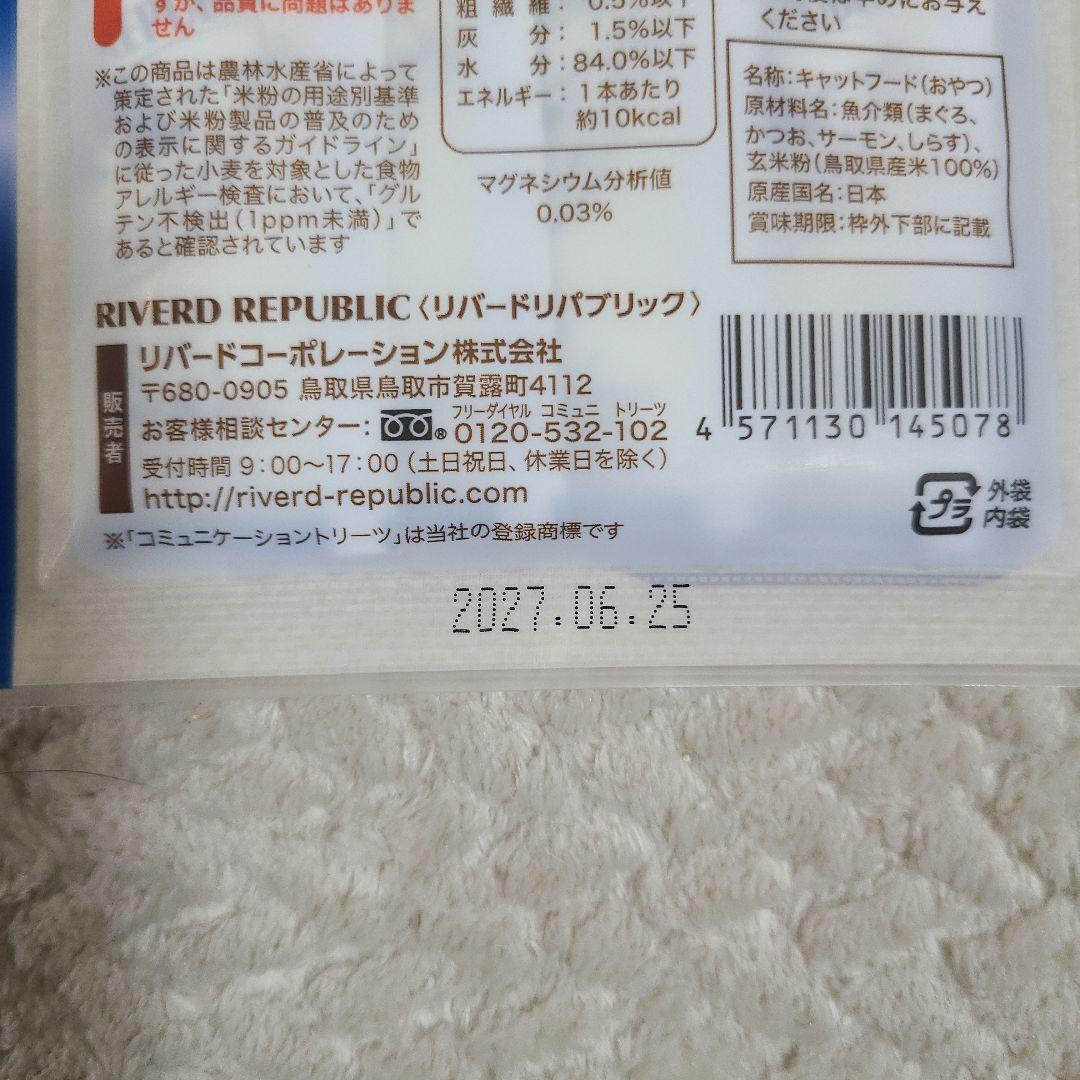 すが、品質に問題はありま
せん
※この商品は農林水産省によって
策定された「米粉の用途別基準
および米粉製品の普及のため
の表示に関するガイドライン」
に従った小麦を対象とした食物
アレルギー検査において、「グル
テン不検出(1ppm未満)」で
あると確認されています
粗繊維:0.5%以下
灰分:1.5%以下
水分:84.0%以下
エネルギー:1本あたり
約10kcal
マグネシウム分析値
0.03%
早めにお与え
ください
名称:キャットフード(おやつ)
原材料名:魚介類(まぐろ、
かつお、サーモン、しらす)、
玄米粉(鳥取県産米100%)
原産国名:日本
賞味期限:枠外下部に記載
RIVERD REPUBLIC〈リバードリパブリック〉
販売者
リバードコーポレーション株式会社
〒680-0905 鳥取県鳥取市賀露町4112
フリーダイヤル コミュニ トリーツ
お客様相談センター:®0120-532-102
受付時間 9:00〜17:00(土日祝日、休業日を除く)
http://riverd-republic.com
※「コミュニケーショントリーツ」は当社の登録商標です
4 571130 145078
プラ
外袋
内袋
2027.06.25